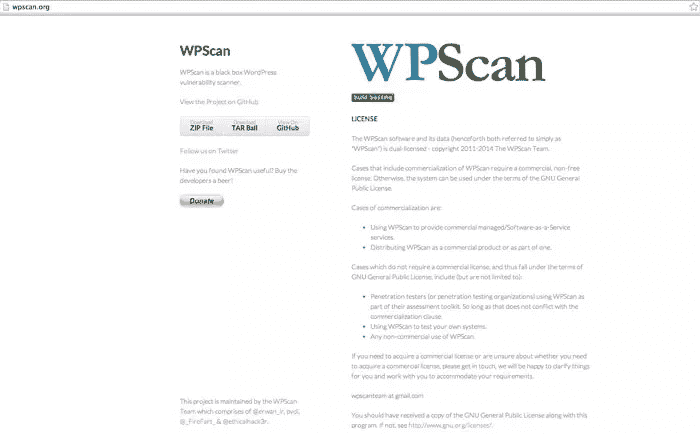 wpscan.org
WPScan
WPScan is a black box WordPress
vulnerability scanner.
View the Project on GitHub
Download
ZIP File
Download
TAR Ball
View On
GitHub
Follow us on Twitter
Have you found WPScan useful? Buy the
developers a beer!
Donate
This project is maintained by the WPScan
Team which comprises of @erwan_lr, pvdl,
@_FireFart_ & @ethicalhack3r.
WPScan
LICENSE
The WPScan software and its data (henceforth both referred to simply as
"WPScan") is dual-licensed - copyright 2011-2014 The WPScan Team.
Cases that include commercialization of WPScan require a commercial, non-free
license. Otherwise, the system can be used under the terms of the GNU General
Public License.
Cases of commercialization are:
• Using WPScan to provide commercial managed/Software-as-a-Service
services.
• Distributing WPScan as a commercial product or as part of one.
Cases which do not require a commercial license, and thus fall under the terms of
GNU General Public License, include (but are not limited to):
• Penetration testers (or penetration testing organizations) using WPScan as
part of their assessment toolkit. So long as that does not conflict with the
commercialization clause.
• Using WPScan to test your own systems.
• Any non-commercial use of WPScan.
If you need to acquire a commercial license or are unsure about whether you need
to acquire a commercial license, please get in touch, we will be happy to clarify things
for you and work with you to accommodate your requirements.
wpscanteam at gmail.com
You should have received a copy of the GNU General Public License along with this
program. If not, see http://www.gnu.org/licenses/.